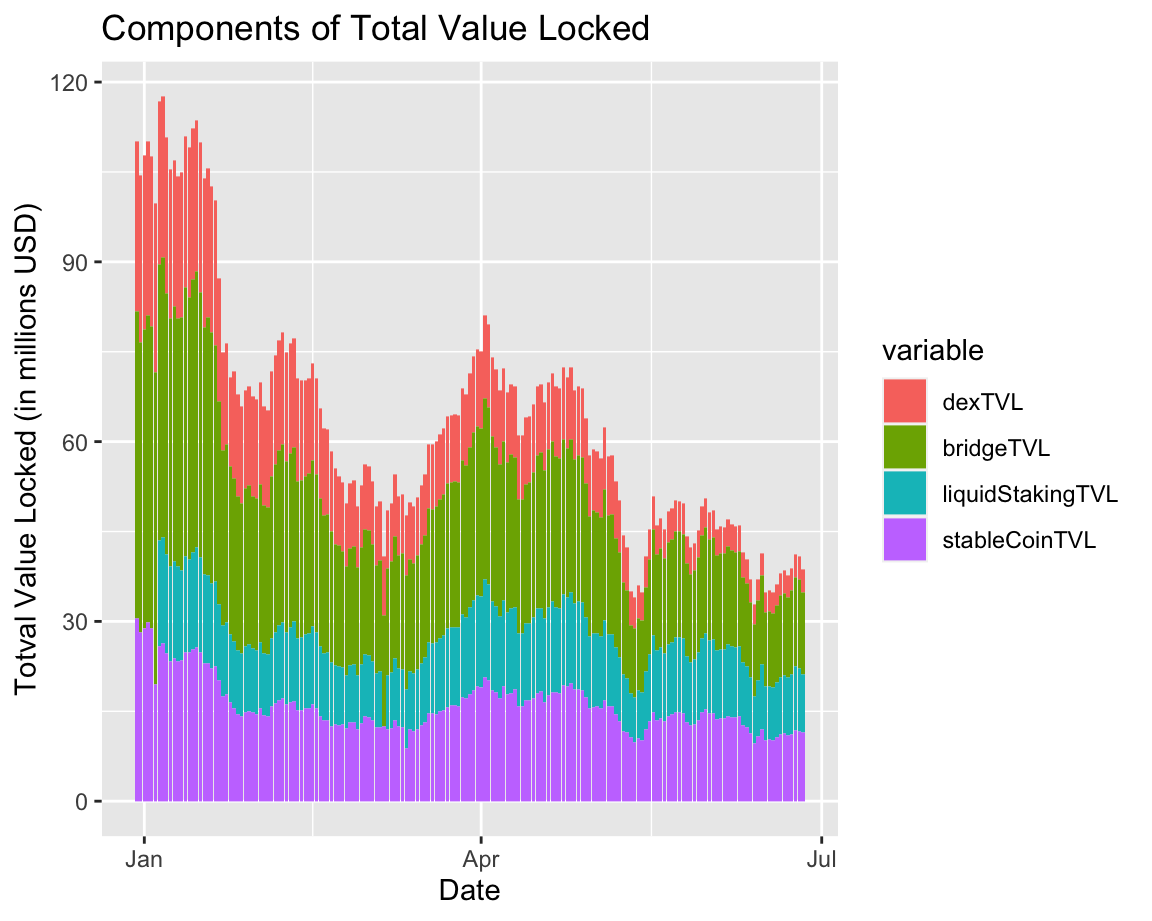 Components of Total Value Locked
Totval Value Locked (in millions USD)
120
90
60
30
0
Jan
Apr
Jul
Date
variable
dexTVL
bridgeTVL
liquidStakingTVL
stableCoinTVL